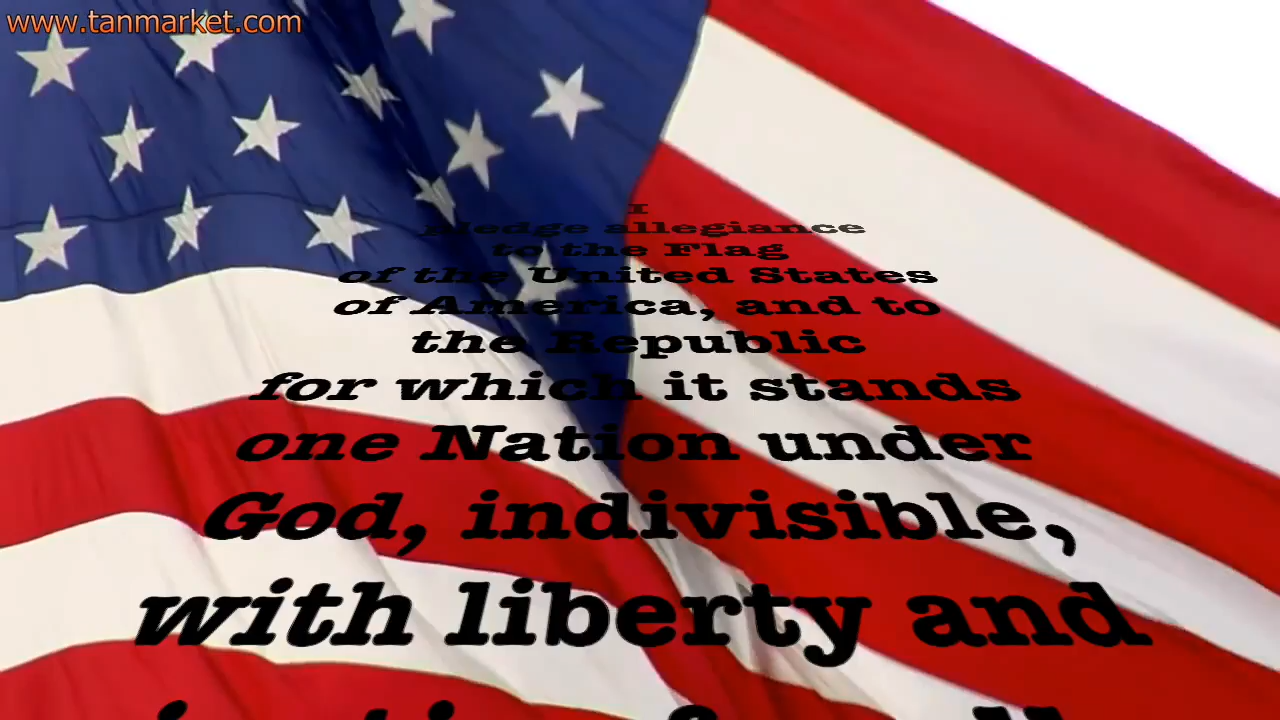 www.tanmarket.com
I
pledge allegiance
to the Flag
of the United States
of America, and to
the Republic
for which it stands
one Nation under
God, indivisible,
with liberty and